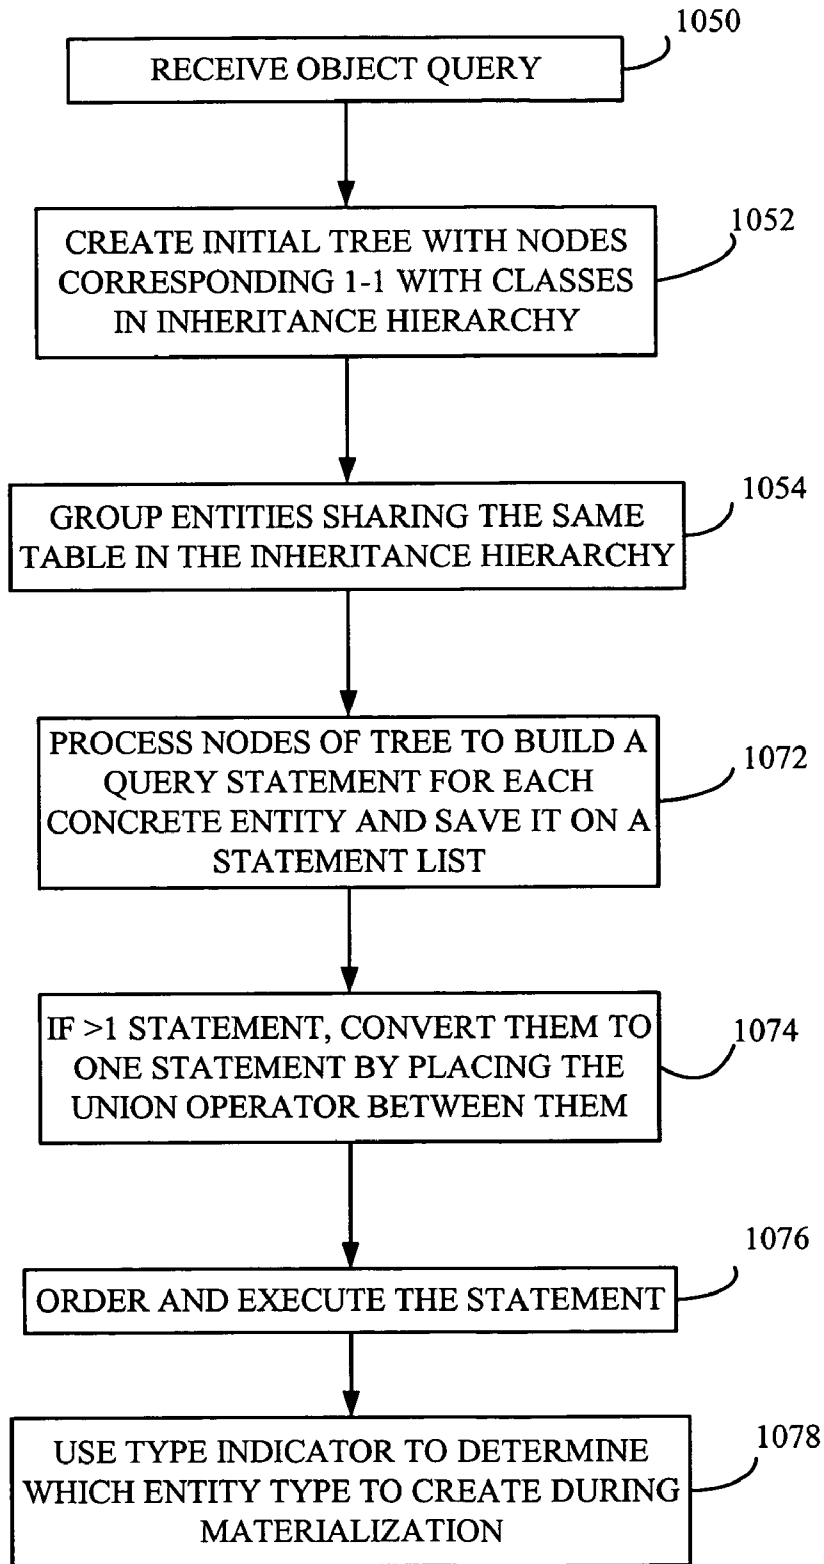 1050
RECEIVE OBJECT QUERY
1052
CREATE INITIAL TREE WITH NODES
CORRESPONDING 1-1 WITH CLASSES
IN INHERITANCE HIERARCHY
1054
GROUP ENTITIES SHARING THE SAME
TABLE IN THE INHERITANCE HIERARCHY
1072
PROCESS NODES OF TREE TO BUILD A
QUERY STATEMENT FOR EACH
CONCRETE ENTITY AND SAVE IT ON A
STATEMENT LIST
1074
IF >1 STATEMENT, CONVERT THEM TO
ONE STATEMENT BY PLACING THE
UNION OPERATOR BETWEEN THEM
1076
ORDER AND EXECUTE THE STATEMENT
1078
USE TYPE INDICATOR TO DETERMINE
WHICH ENTITY TYPE TO CREATE DURING
MATERIALIZATION